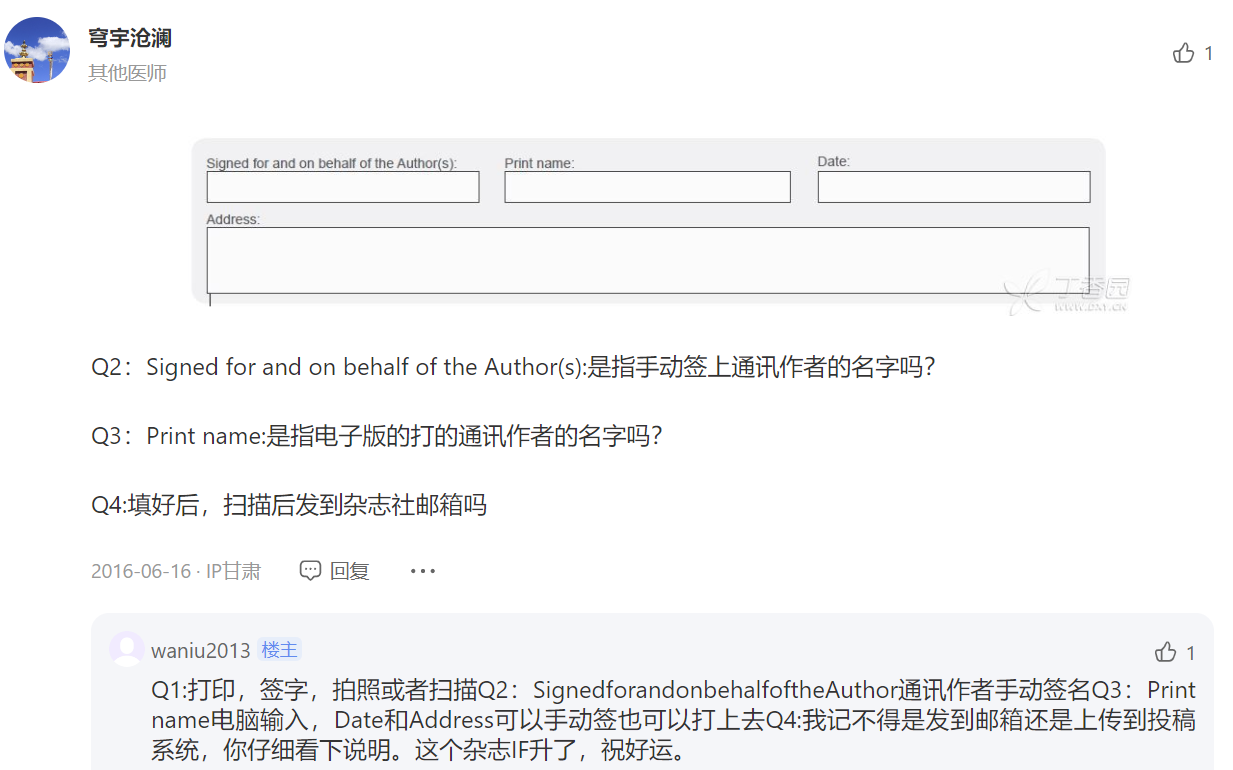 穹宇沧澜
其他医师
1
Signed for and on behalf of the Author(s):
Print name:
Date:
Address:
丁香园
WWW.DXY.CN
Q2：Signed for and on behalf of the Author(s):是指手动签上通讯作者的名字吗？
Q3：Print name:是指电子版的打的通讯作者的名字吗？
Q4:填好后，扫描后发到杂志社邮箱吗
2016-06-16 · IP甘肃 回复
waniu2013 楼主
1
Q1:打印，签字，拍照或者扫描Q2：SignedforandonbehalfoftheAuthor通讯作者手动签名Q3：Print
name电脑输入，Date和Address可以手动签也可以打上去Q4:我记不得是发到邮箱还是上传到投稿
系统，你仔细看下说明。这个杂志IF升了，祝好运。